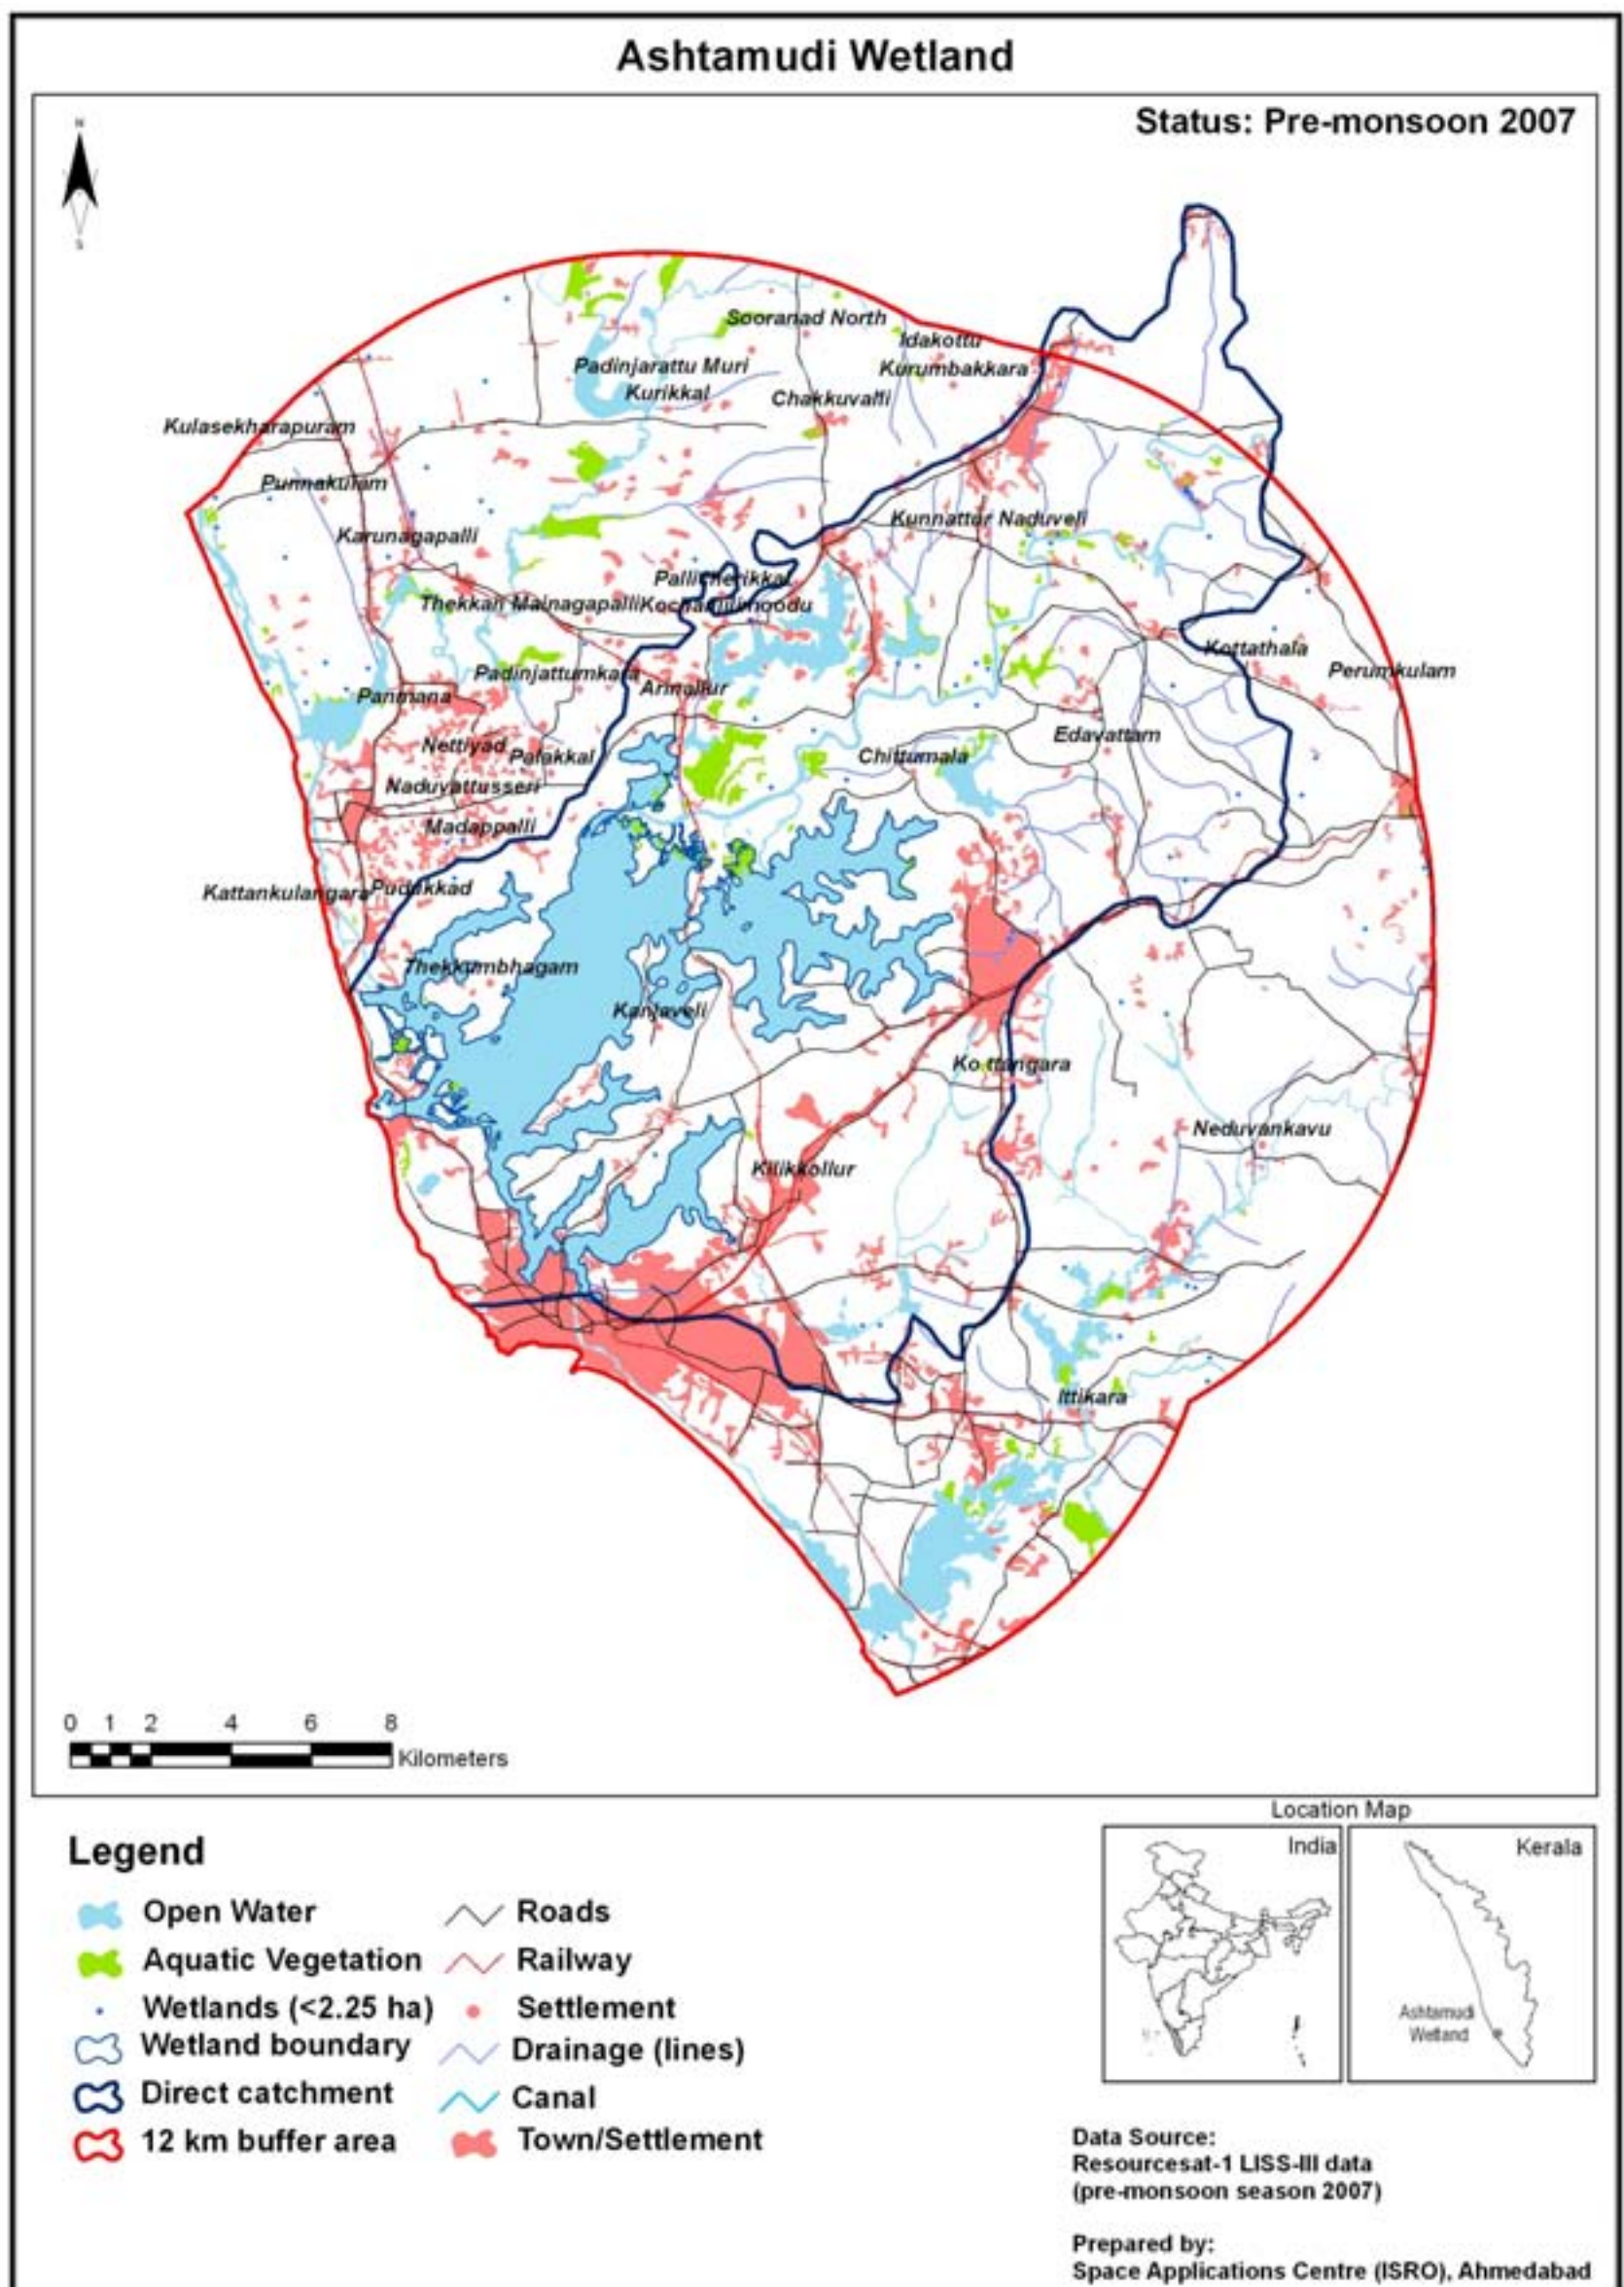 Ashtamudi Wetland
Status: Pre-monsoon 2007
N
S
Sooranad North
Idakottu
Padinjarattu Muri
Kurumbakkara
Kurikkal
Chakkuvalli
Kulasekharapuram
Punnakulam
Kunnattur Naduveli
Karunagapalli
Pallicherikkal
Thekkan Mainagapalli
Kottathala
Padinjattumkara
Perumkulam
Arinallur
Panmana
Edavattam
Nettiyad
Palakkal
Chittumala
Naduvattusseri
Madappalli
Kattankulangara
Pudukkad
Thekkumbhagam
Kanjaveli
Ko ttangara
Neduvankavu
Kilikkollur
Ittikara
0 1 2 4 6 8
Kilometers
Location Map
India
Kerala
Ashtamudi
Wetland
Legend
Open Water
Roads
Aquatic Vegetation
Railway
Wetlands (<2.25 ha)
Settlement
Wetland boundary
Drainage (lines)
Direct catchment
Canal
12 km buffer area
Town/Settlement
Data Source:
Resourcesat-1 LISS-III data
(pre-monsoon season 2007)
Prepared by:
Space Applications Centre (ISRO), Ahmedabad